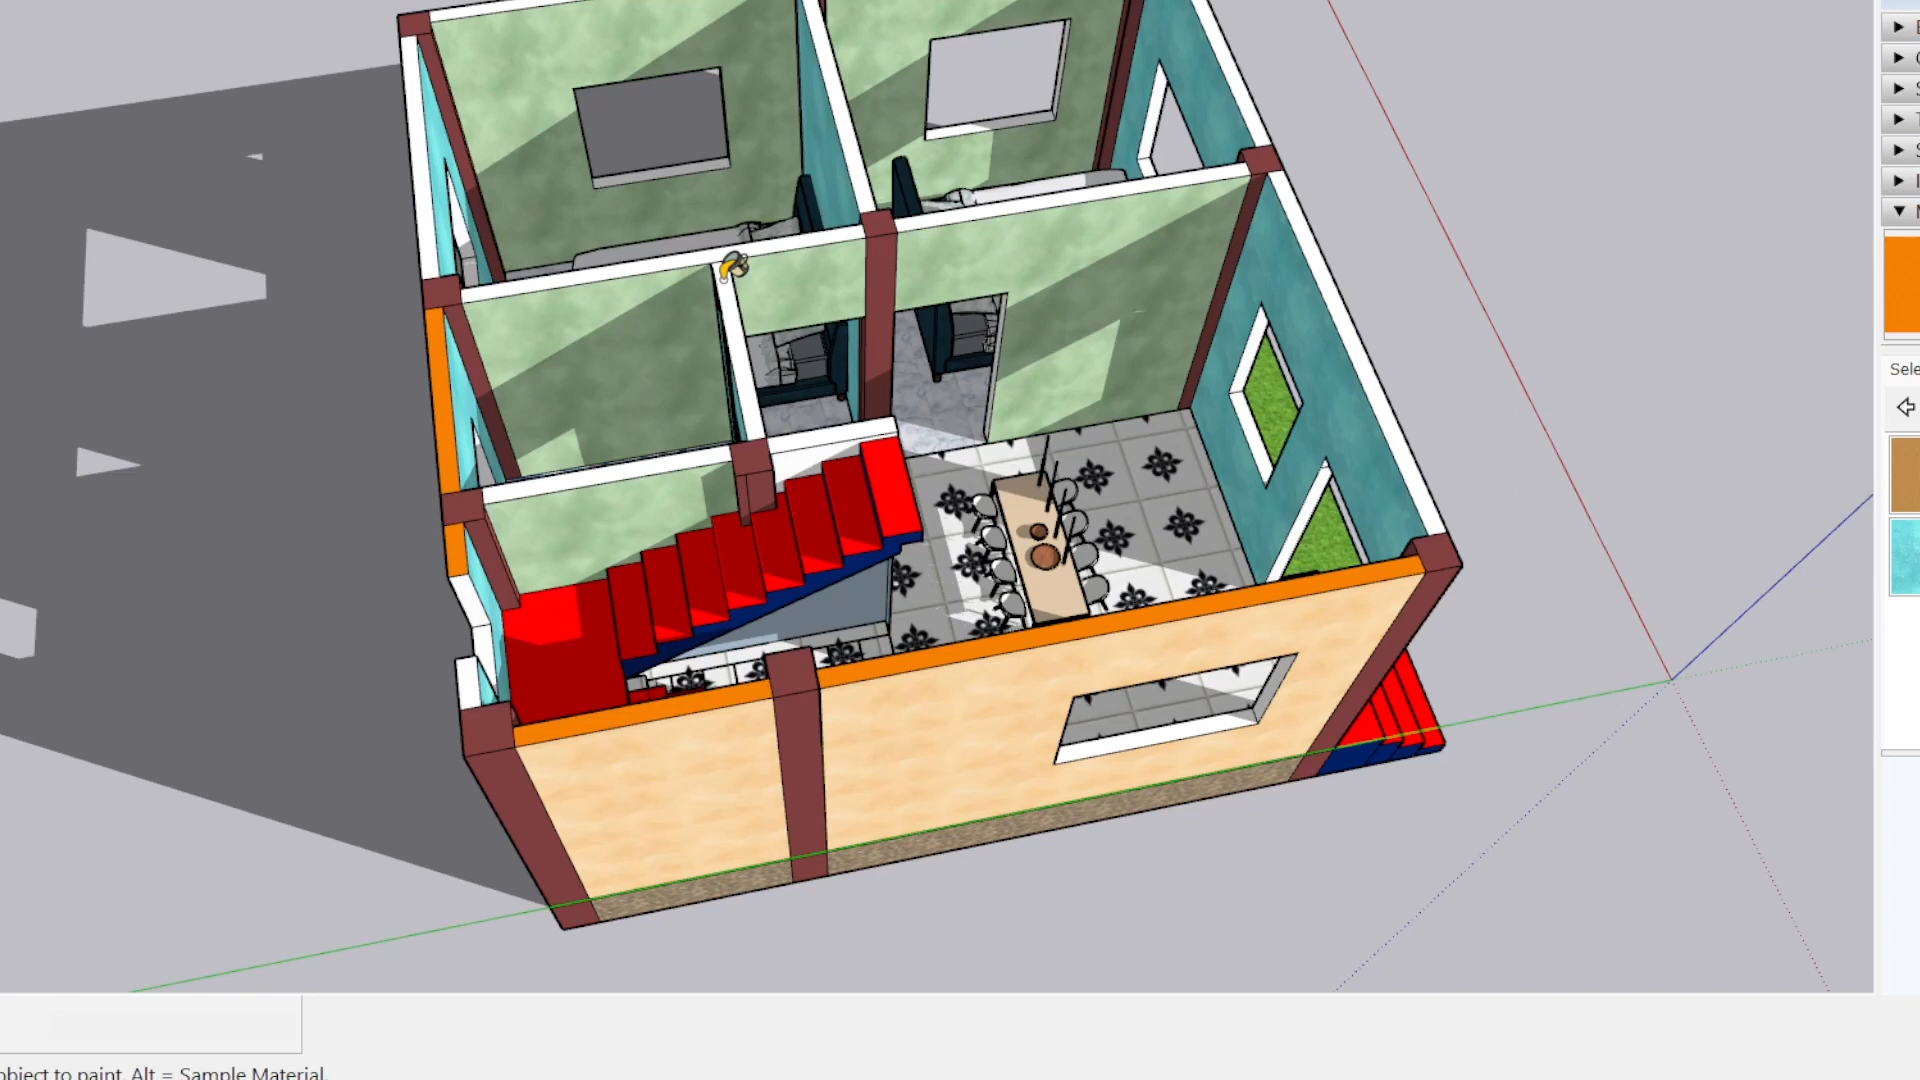 Sele
object to paint. Alt = Sample Material.